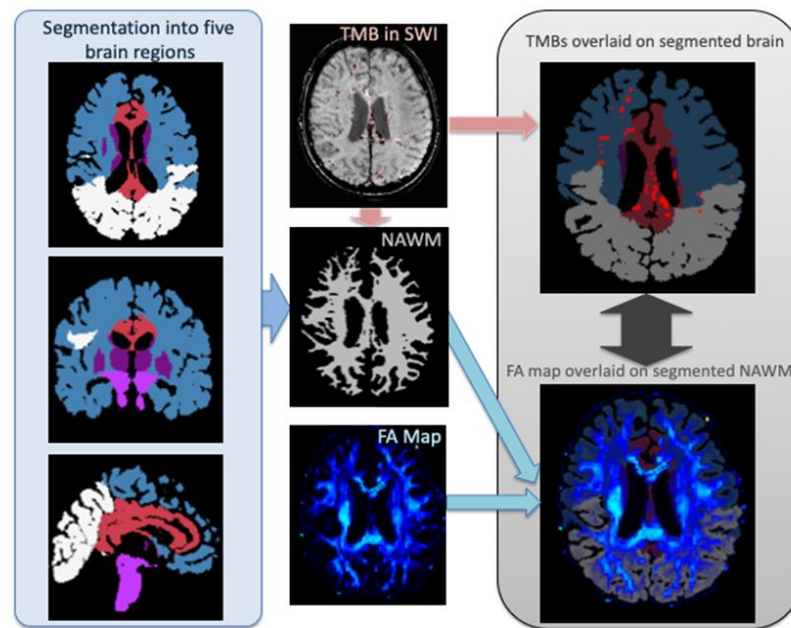 Segmentation into five
brain regions
TMB in SWI
NAWM
FA Map
TMBs overlaid on segmented brain
FA map overlaid on segmented NAWM